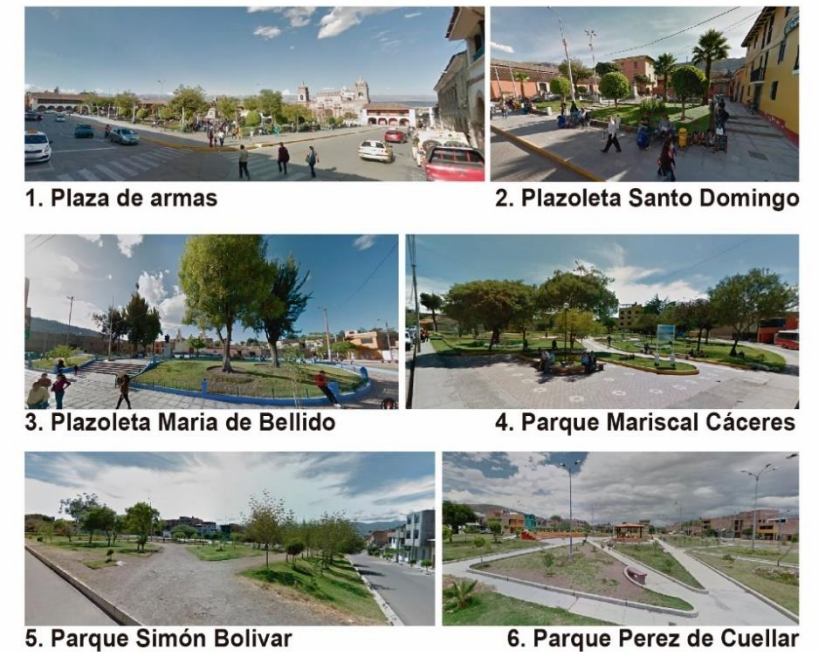 1. Plaza de armas
2. Plazoleta Santo Domingo
3. Plazoleta Maria de Bellido
4. Parque Mariscal Cáceres
5. Parque Simón Bolivar
6. Parque Perez de Cuellar